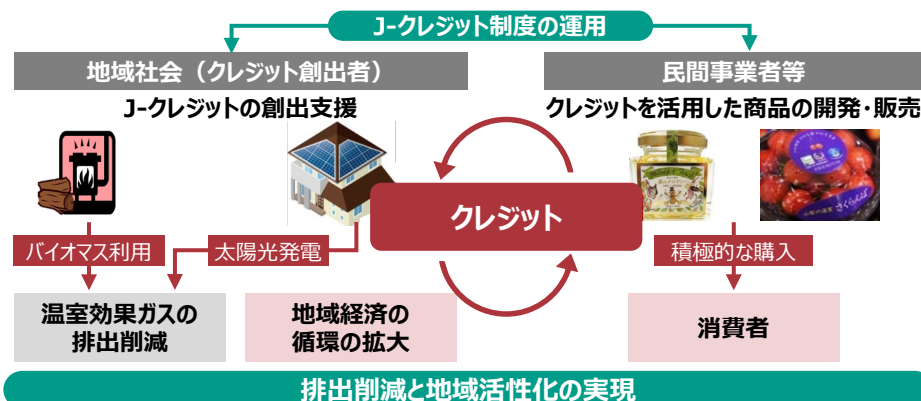 J-クレジット制度の運用
地域社会（クレジット創出者）
民間事業者等
J-クレジットの創出支援
クレジットを活用した商品の開発・販売
さくらんぼ
クレジット
バイオマス利用
太陽光発電
積極的な購入
温室効果ガスの
排出削減
地域経済の
循環の拡大
消費者
排出削減と地域活性化の実現